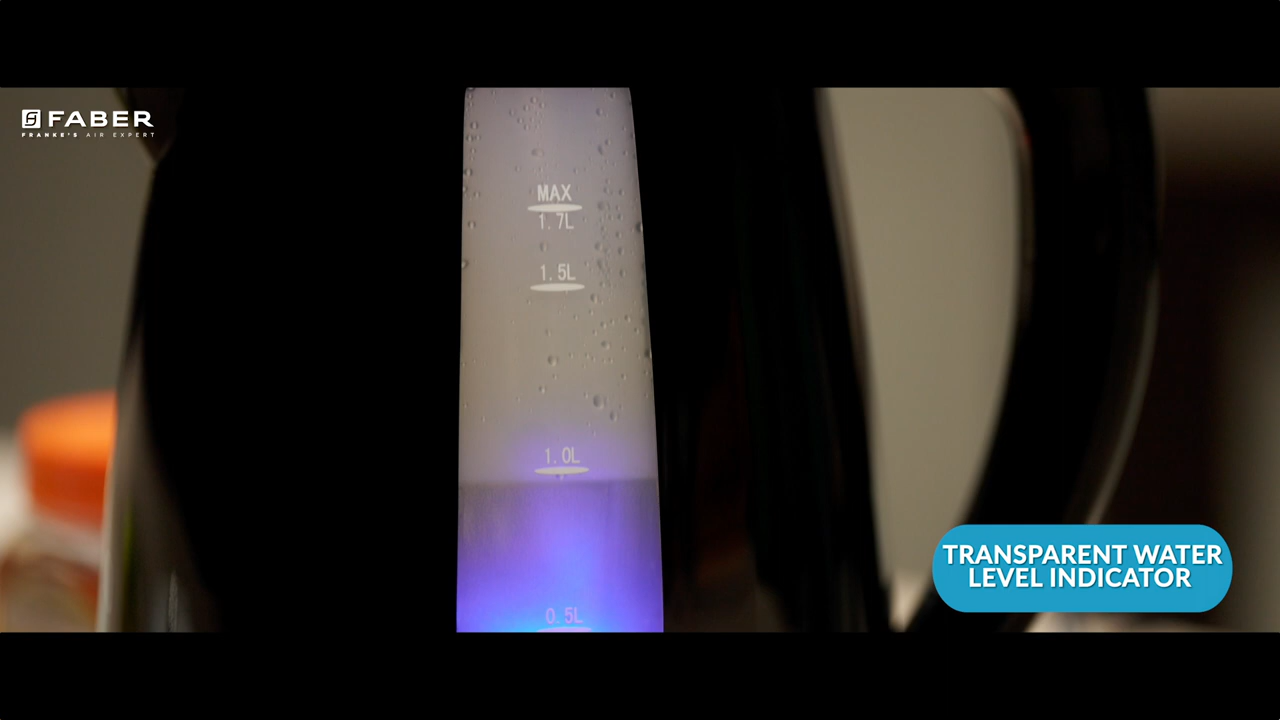 FABER
FRANKE'S AIR EXPERT
MAX
1.7L
1.5L
1.0L
0.5L
TRANSPARENT WATER
LEVEL INDICATOR